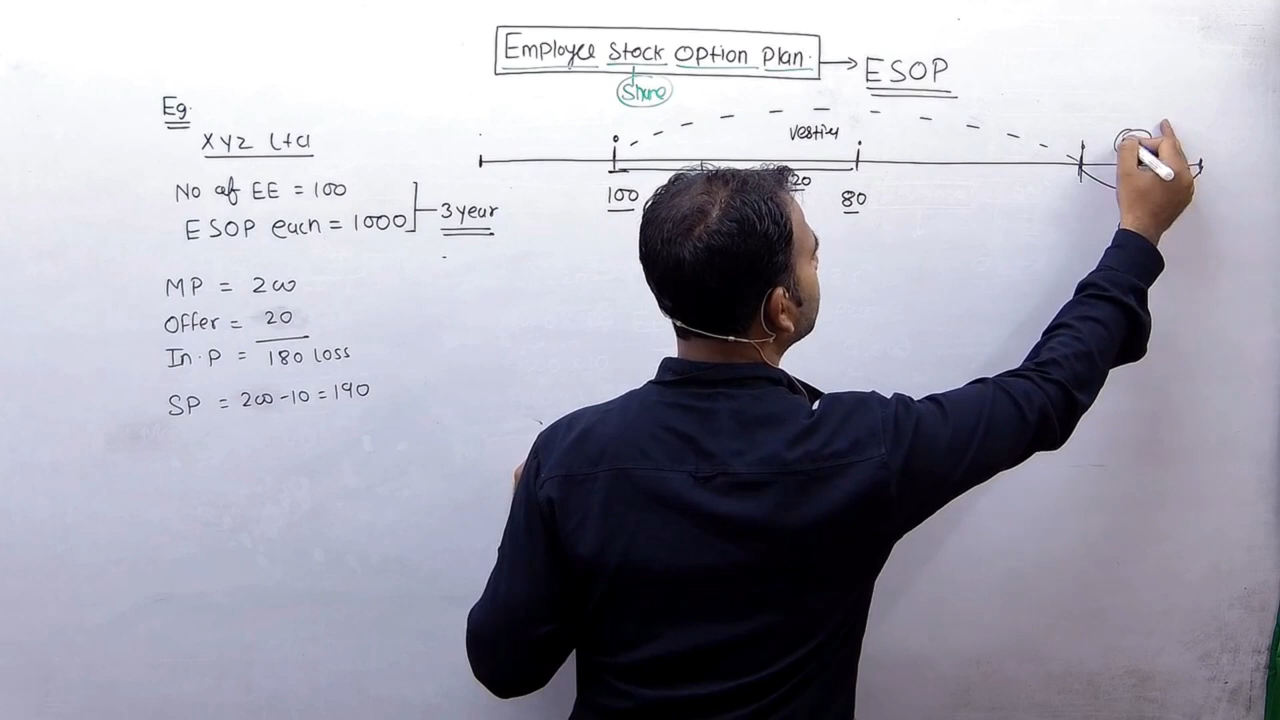 Employee Stock Option Plan. → ESOP
Share
Eg.
XYZ Ltd
No of EE = 100
ESOP each = 1000
3 year
MP = 200
Offer = 20
In.P = 180 loss
SP = 200-10 = 190
100
20
80